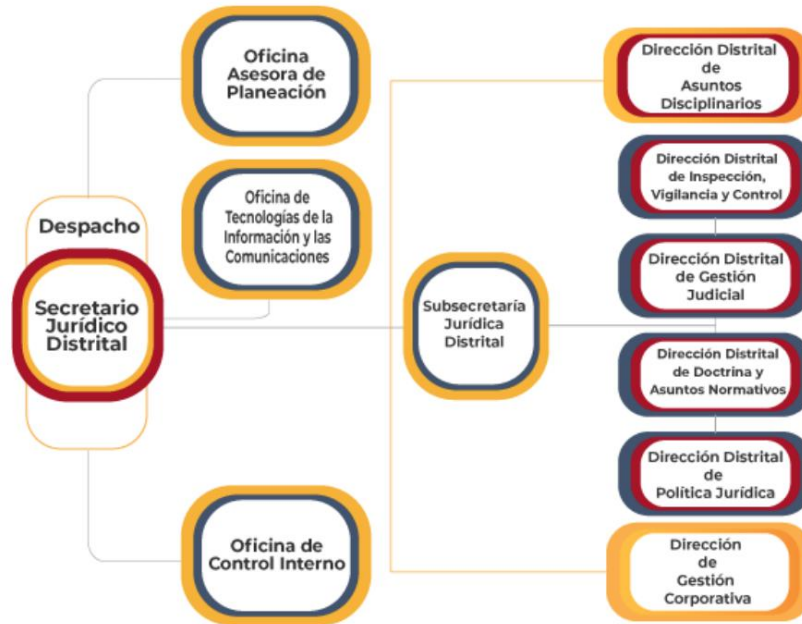 Oficina
Asesora de
Planeación
Oficina de
Tecnologías de la
Información y las
Comunicaciones
Despacho
Secretario
Jurídico
Distrital
Oficina de
Control Interno
Subsecretaría
Jurídica
Distrital
Dirección Distrital
de
Asuntos
Disciplinarios
Dirección Distrital
de Inspección,
Vigilancia y Control
Dirección Distrital
de Gestión
Judicial
Dirección Distrital
de Doctrina y
Asuntos Normativos
Dirección Distrital
de
Política Jurídica
Dirección
de
Gestión
Corporativa